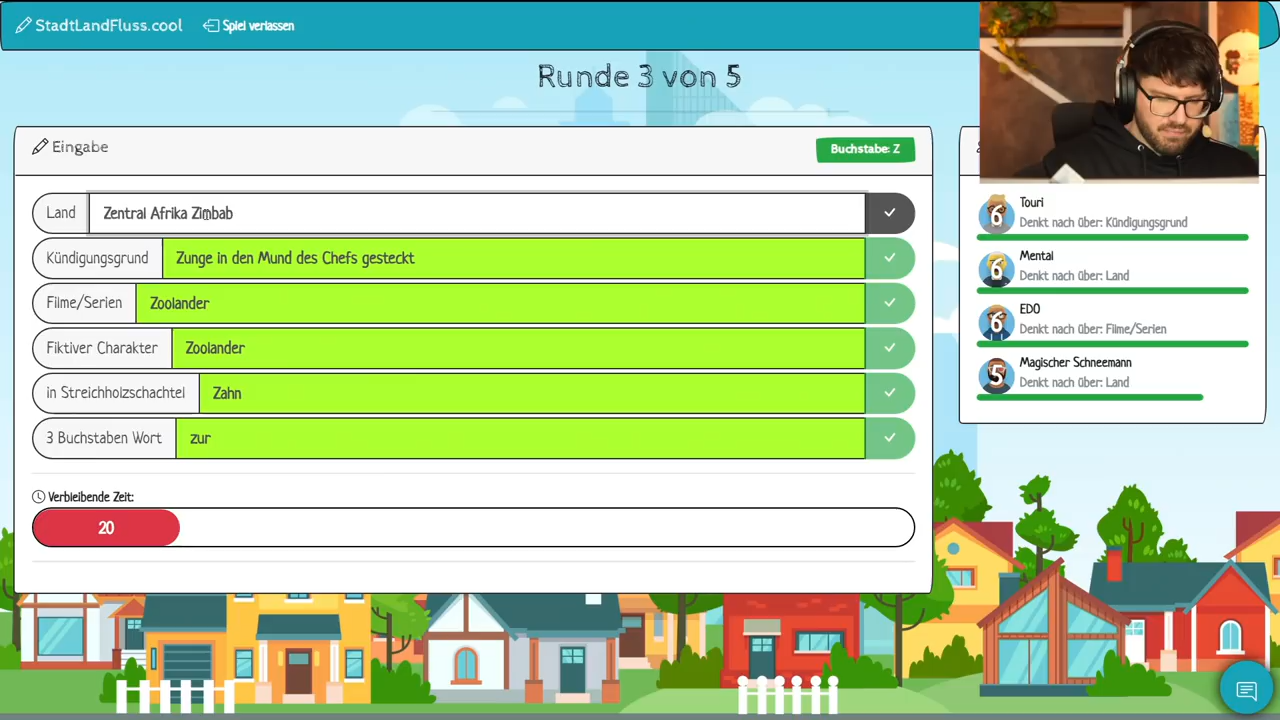 StadtLandFluss.cool
Spiel verlassen
Runde 3 von 5
Eingabe
Buchstabe: Z
Land
Zentral Afrika Zimbab
Kündigungsgrund
Zunge in den Mund des Chefs gesteckt
Filme/Serien
Zoolander
Fiktiver Charakter
Zoolander
in Streichholzschachtel
Zahn
3 Buchstaben Wort
zur
Verbleibende Zeit:
20
6
Touri
Denkt nach über: Kündigungsgrund
6
Mental
Denkt nach über: Land
6
EDO
Denkt nach über: Filme/Serien
5
Magischer Schneemann
Denkt nach über: Land